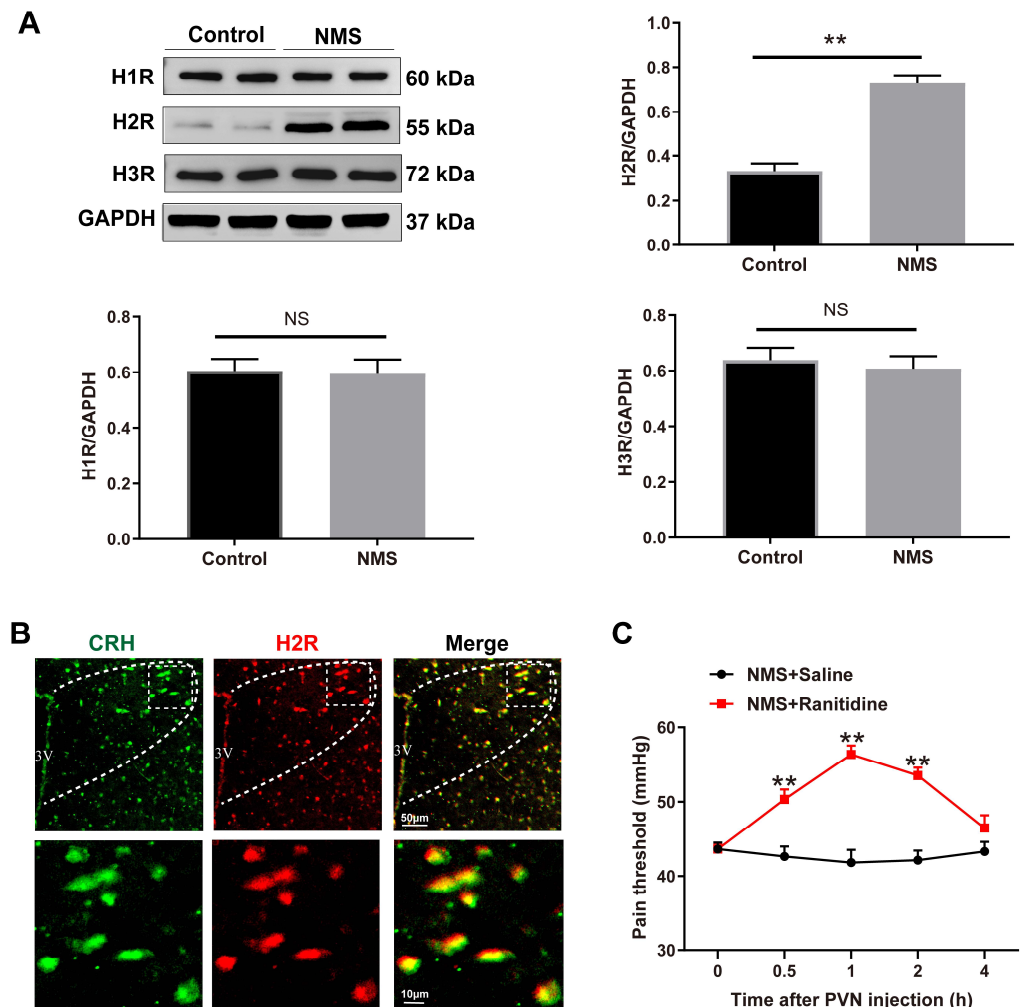 A
Control NMS
H1R 60 kDa
H2R 55 kDa
H3R 72 kDa
GAPDH 37 kDa
H2R/GAPDH
1.0
0.8
0.6
0.4
0.2
0.0
**
Control NMS
H1R/GAPDH
0.8
0.6
0.4
0.2
0.0
NS
Control NMS
H3R/GAPDH
0.8
0.6
0.4
0.2
0.0
NS
Control NMS
B
CRH H2R Merge
3V 3V 3V
50μm
10μm
C
NMS+Saline
NMS+Ranitidine
Pain threshold (mmHg)
60
50
40
30
** ** **
0 0.5 1 2 4
Time after PVN injection (h)